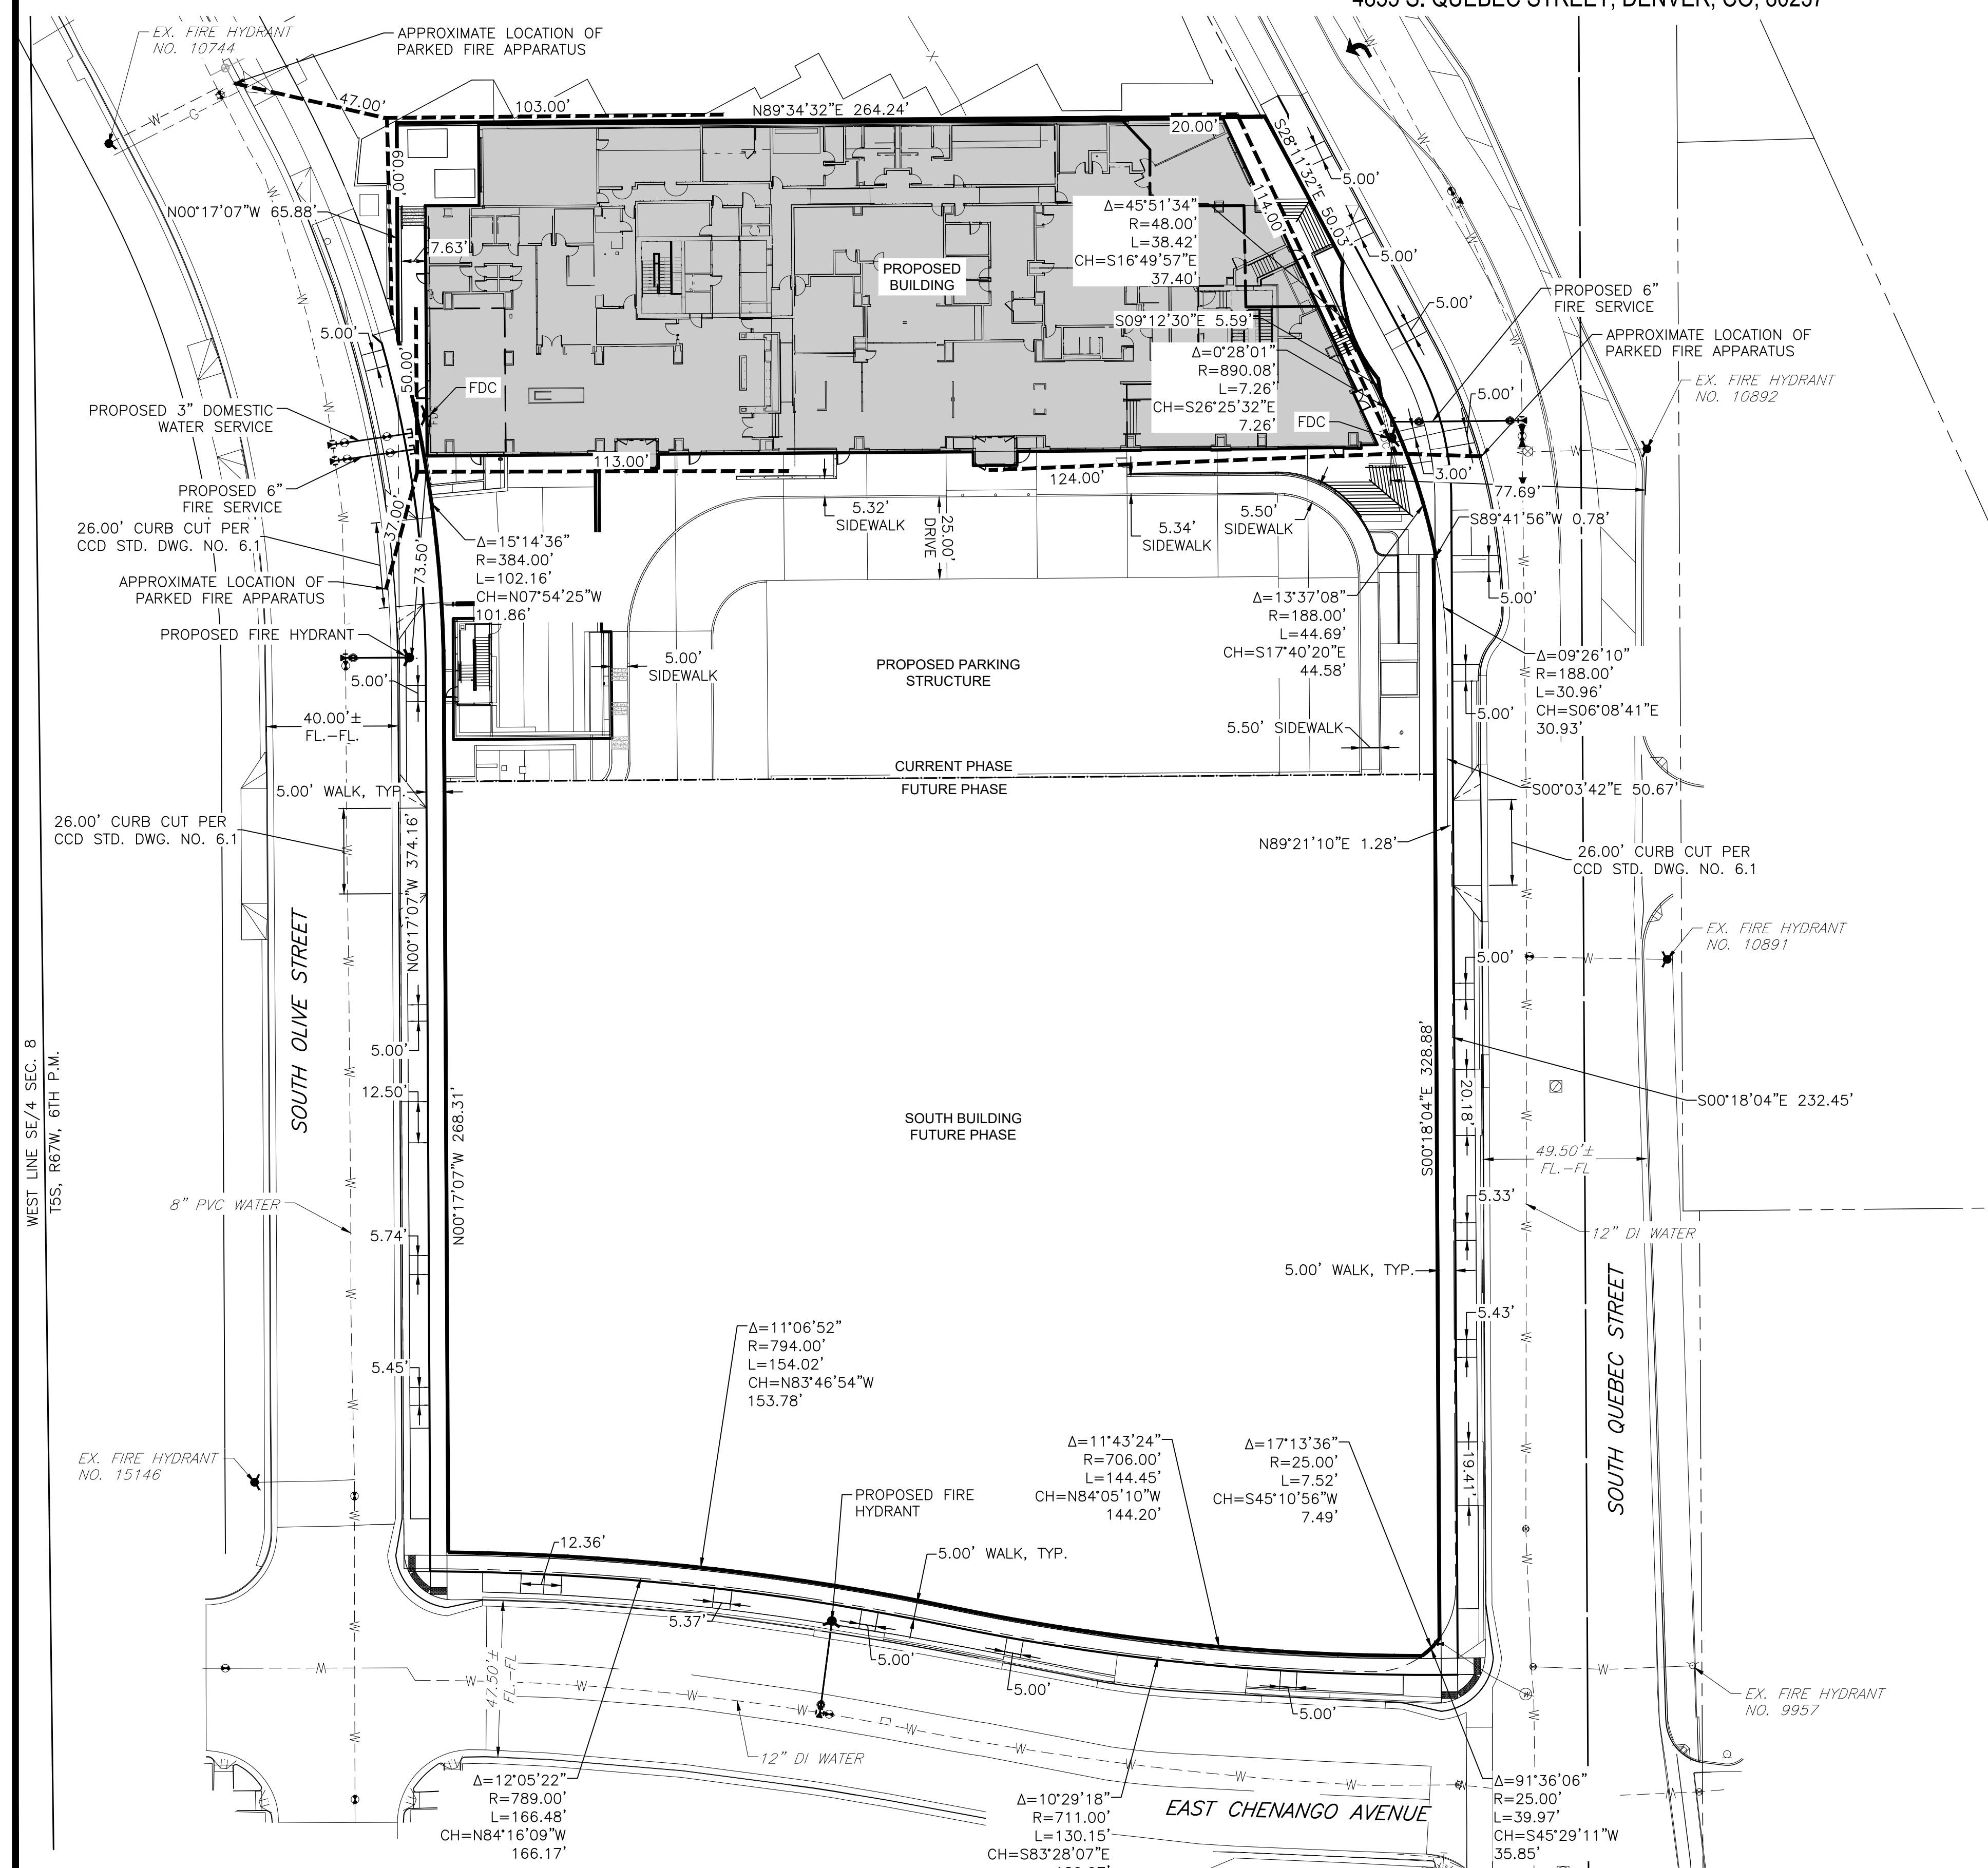 4655 S. QUEBEC STREET, DENVER, CO, 80237
EX. FIRE HYDRANT
NO. 10744
APPROXIMATE LOCATION OF
PARKED FIRE APPARATUS
47.00'
103.00'
N89°34'32"E 264.24'
20.00'
S28°11'32"E 50.03'
5.00'
60.00'
N00°17'07"W 65.88'
7.63'
Δ=45°51'34"
R=48.00'
L=38.42'
CH=S16°49'57"E
37.40'
114.00'
5.00'
5.00'
PROPOSED
BUILDING
PROPOSED 6"
FIRE SERVICE
S09°12'30"E 5.59'
APPROXIMATE LOCATION OF
PARKED FIRE APPARATUS
5.00'
50.00'
Δ=0°28'01"
R=890.08'
L=7.26'
CH=S26°25'32"E
7.26'
EX. FIRE HYDRANT
NO. 10892
5.00'
FDC
FDC
PROPOSED 3" DOMESTIC
WATER SERVICE
PROPOSED 6"
FIRE SERVICE
113.00'
124.00'
3.00'
77.69'
26.00' CURB CUT PER
CCD STD. DWG. NO. 6.1
37.00'
73.50'
5.32'
SIDEWALK
25.00'
DRIVE
5.34'
SIDEWALK
5.50'
SIDEWALK
S89°41'56"W 0.78'
Δ=15°14'36"
R=384.00'
L=102.16'
CH=N07°54'25"W
101.86'
APPROXIMATE LOCATION OF
PARKED FIRE APPARATUS
5.00'
Δ=13°37'08"
R=188.00'
L=44.69'
CH=S17°40'20"E
44.58'
PROPOSED FIRE HYDRANT
5.00'
5.00'
SIDEWALK
PROPOSED PARKING
STRUCTURE
Δ=09°26'10"
R=188.00'
L=30.96'
CH=S06°08'41"E
30.93'
5.00'
40.00'±
FL.-FL.
5.50' SIDEWALK
CURRENT PHASE
FUTURE PHASE
5.00' WALK, TYP.
S00°03'42"E 50.67'
26.00' CURB CUT PER
CCD STD. DWG. NO. 6.1
N89°21'10"E 1.28'
26.00' CURB CUT PER
CCD STD. DWG. NO. 6.1
N00°17'07"W 374.16'
SOUTH OLIVE STREET
EX. FIRE HYDRANT
NO. 10891
5.00'
5.00'
12.50'
WEST LINE SE/4 SEC. 8
T5S, R67W, 6TH P.M.
N00°17'07"W 268.31'
SOUTH BUILDING
FUTURE PHASE
S00°18'04"E 328.88'
20.18'
S00°18'04"E 232.45'
49.50'±
FL.-FL
5.33'
8" PVC WATER
12" DI WATER
5.74'
5.00' WALK, TYP.
SOUTH QUEBEC STREET
5.43'
Δ=11°06'52"
R=794.00'
L=154.02'
CH=N83°46'54"W
153.78'
5.45'
EX. FIRE HYDRANT
NO. 15146
Δ=11°43'24"
R=706.00'
L=144.45'
CH=N84°05'10"W
144.20'
Δ=17°13'36"
R=25.00'
L=7.52'
CH=S45°10'56"W
7.49'
19.41'
PROPOSED FIRE
HYDRANT
12.36'
5.00' WALK, TYP.
5.37'
5.00'
5.00'
5.00'
47.50'±
FL.-FL
EX. FIRE HYDRANT
NO. 9957
12" DI WATER
Δ=12°05'22"
R=789.00'
L=166.48'
CH=N84°16'09"W
166.17'
Δ=10°29'18"
R=711.00'
L=130.15'
CH=S83°28'07"E
EAST CHENANGO AVENUE
Δ=91°36'06"
R=25.00'
L=39.97'
CH=S45°29'11"W
35.85'